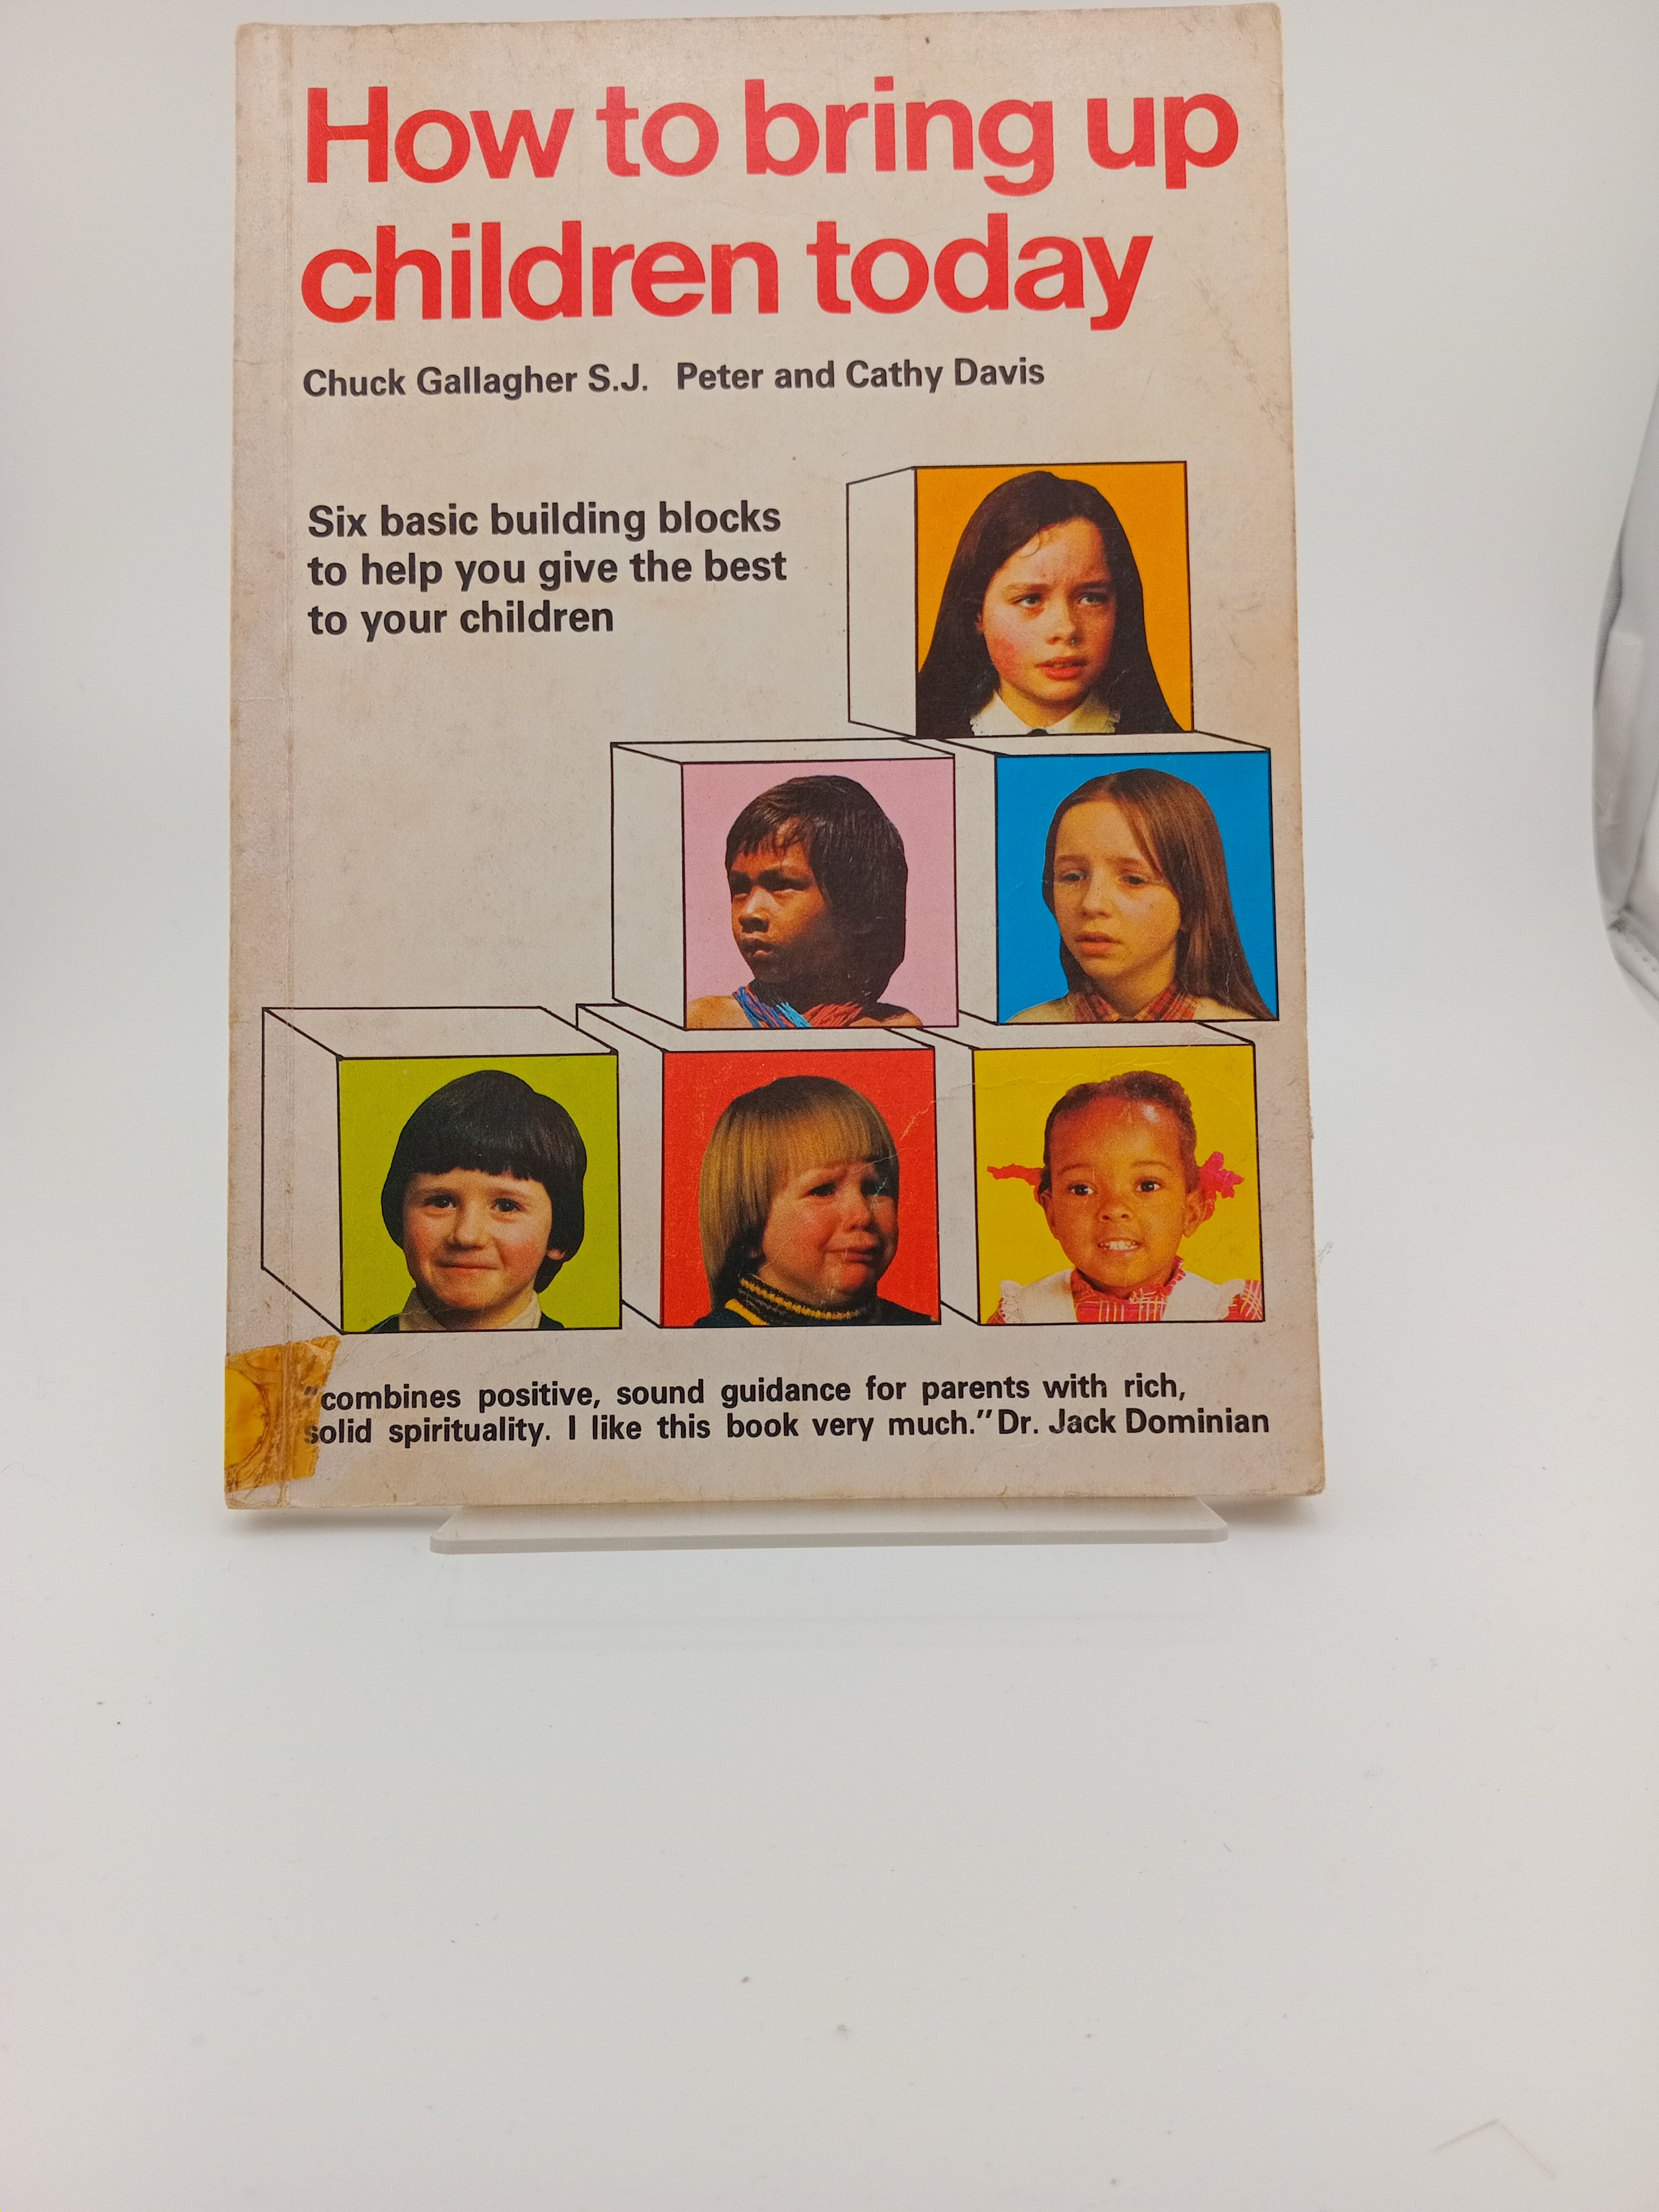 How to bring up
children today
Chuck Gallagher S.J. Peter and Cathy Davis
Six basic building blocks
to help you give the best
to your children
"combines positive, sound guidance for parents with rich,
solid spirituality. I like this book very much." Dr. Jack Dominian